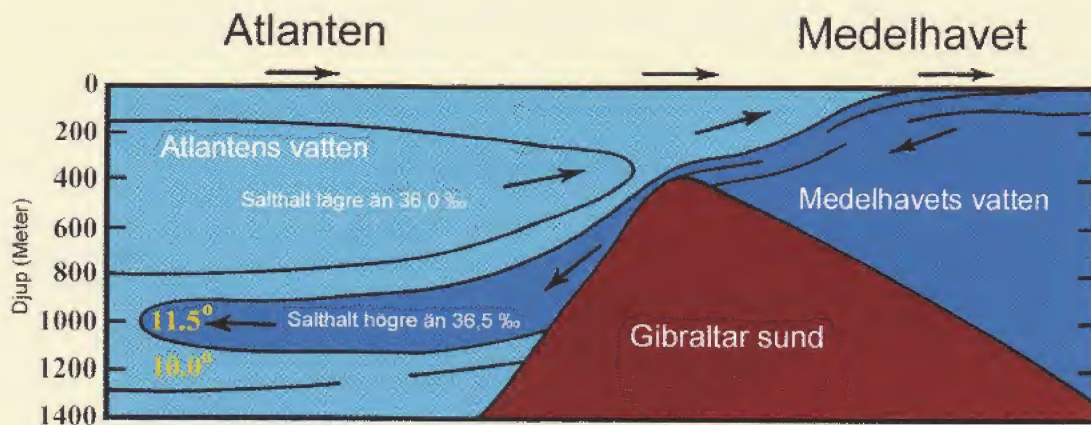 Atlanten
Medelhavet
Djup (Meter)
0
200
400
600
800
1000
1200
1400
Atlantens vatten
Salthalt lägre än 36,0 ‰
Medelhavets vatten
11.5°
Salthalt högre än 36,5 ‰
10.0°
Gibraltar sund